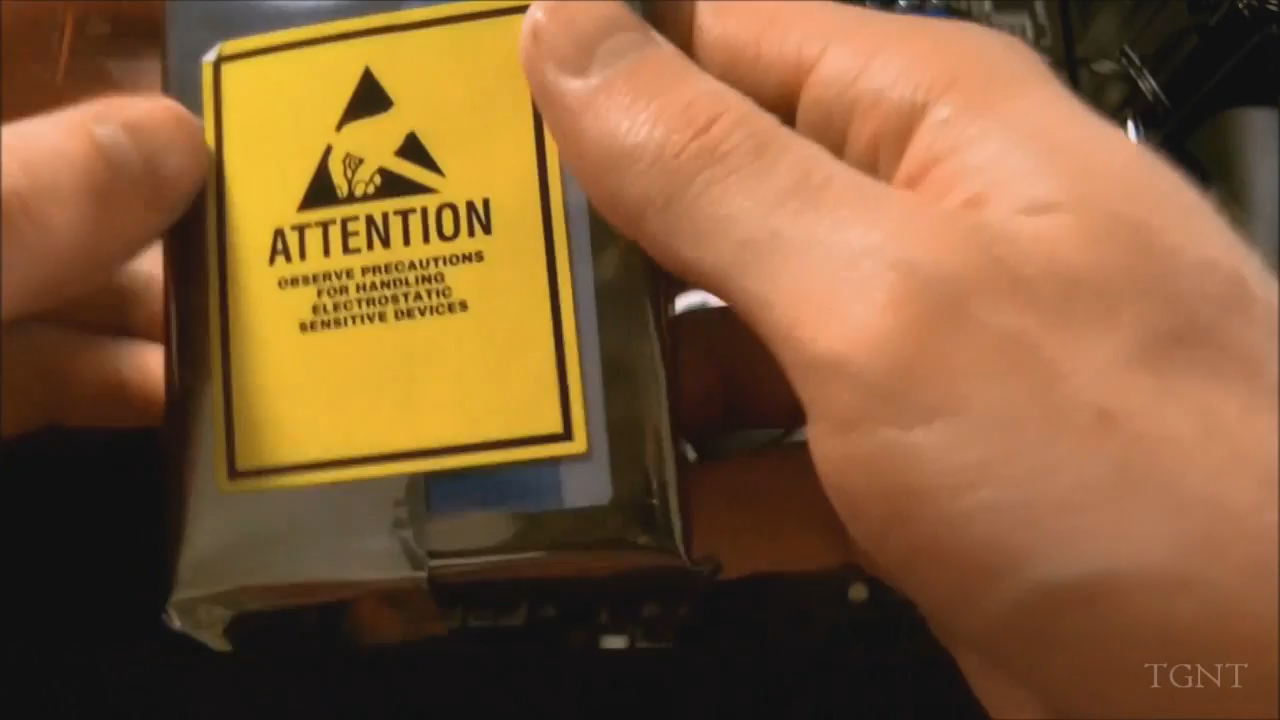 ATTENTION
OBSERVE PRECAUTIONS
FOR HANDLING
ELECTROSTATIC
SENSITIVE DEVICES
TGNT